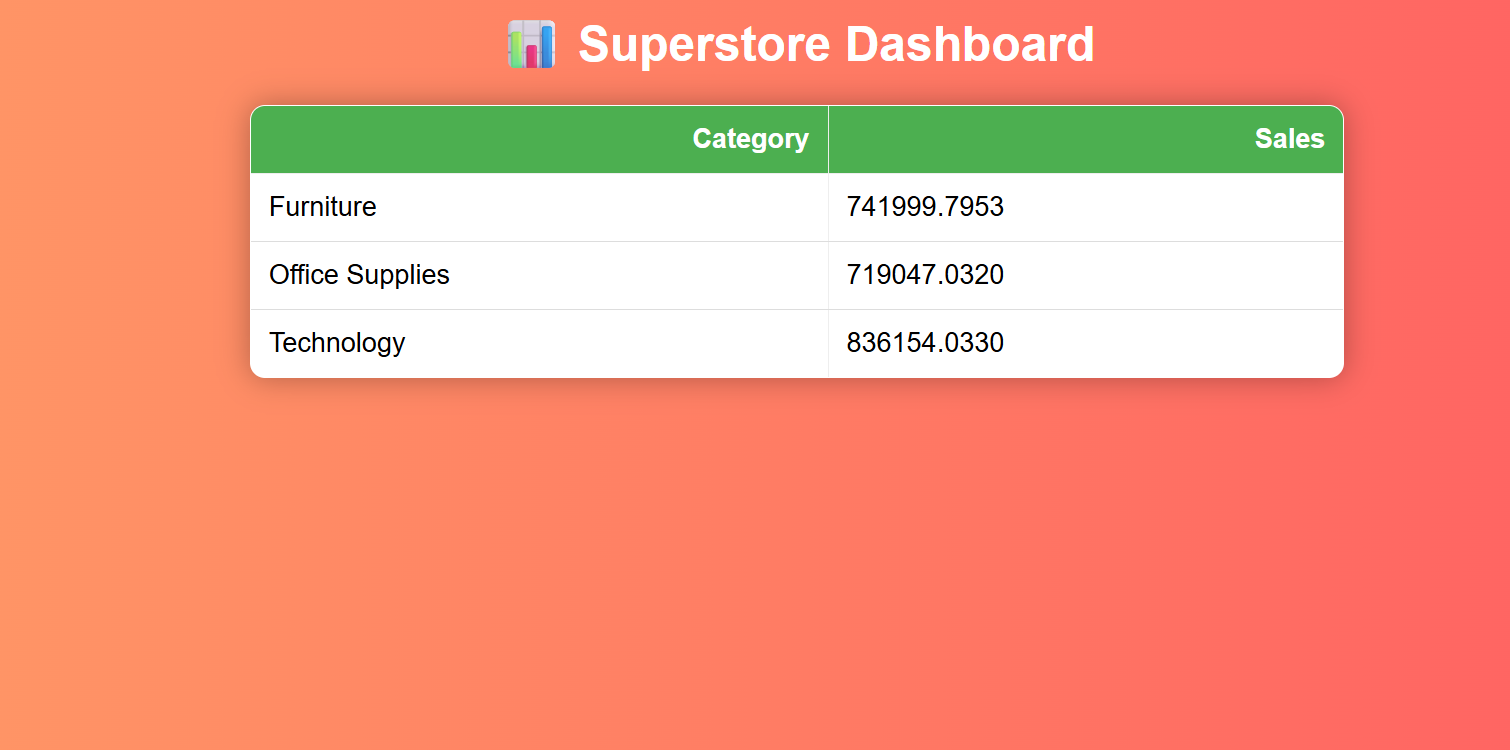 Superstore Dashboard
Category Sales
Furniture 741999.7953
Office Supplies 719047.0320
Technology 836154.0330